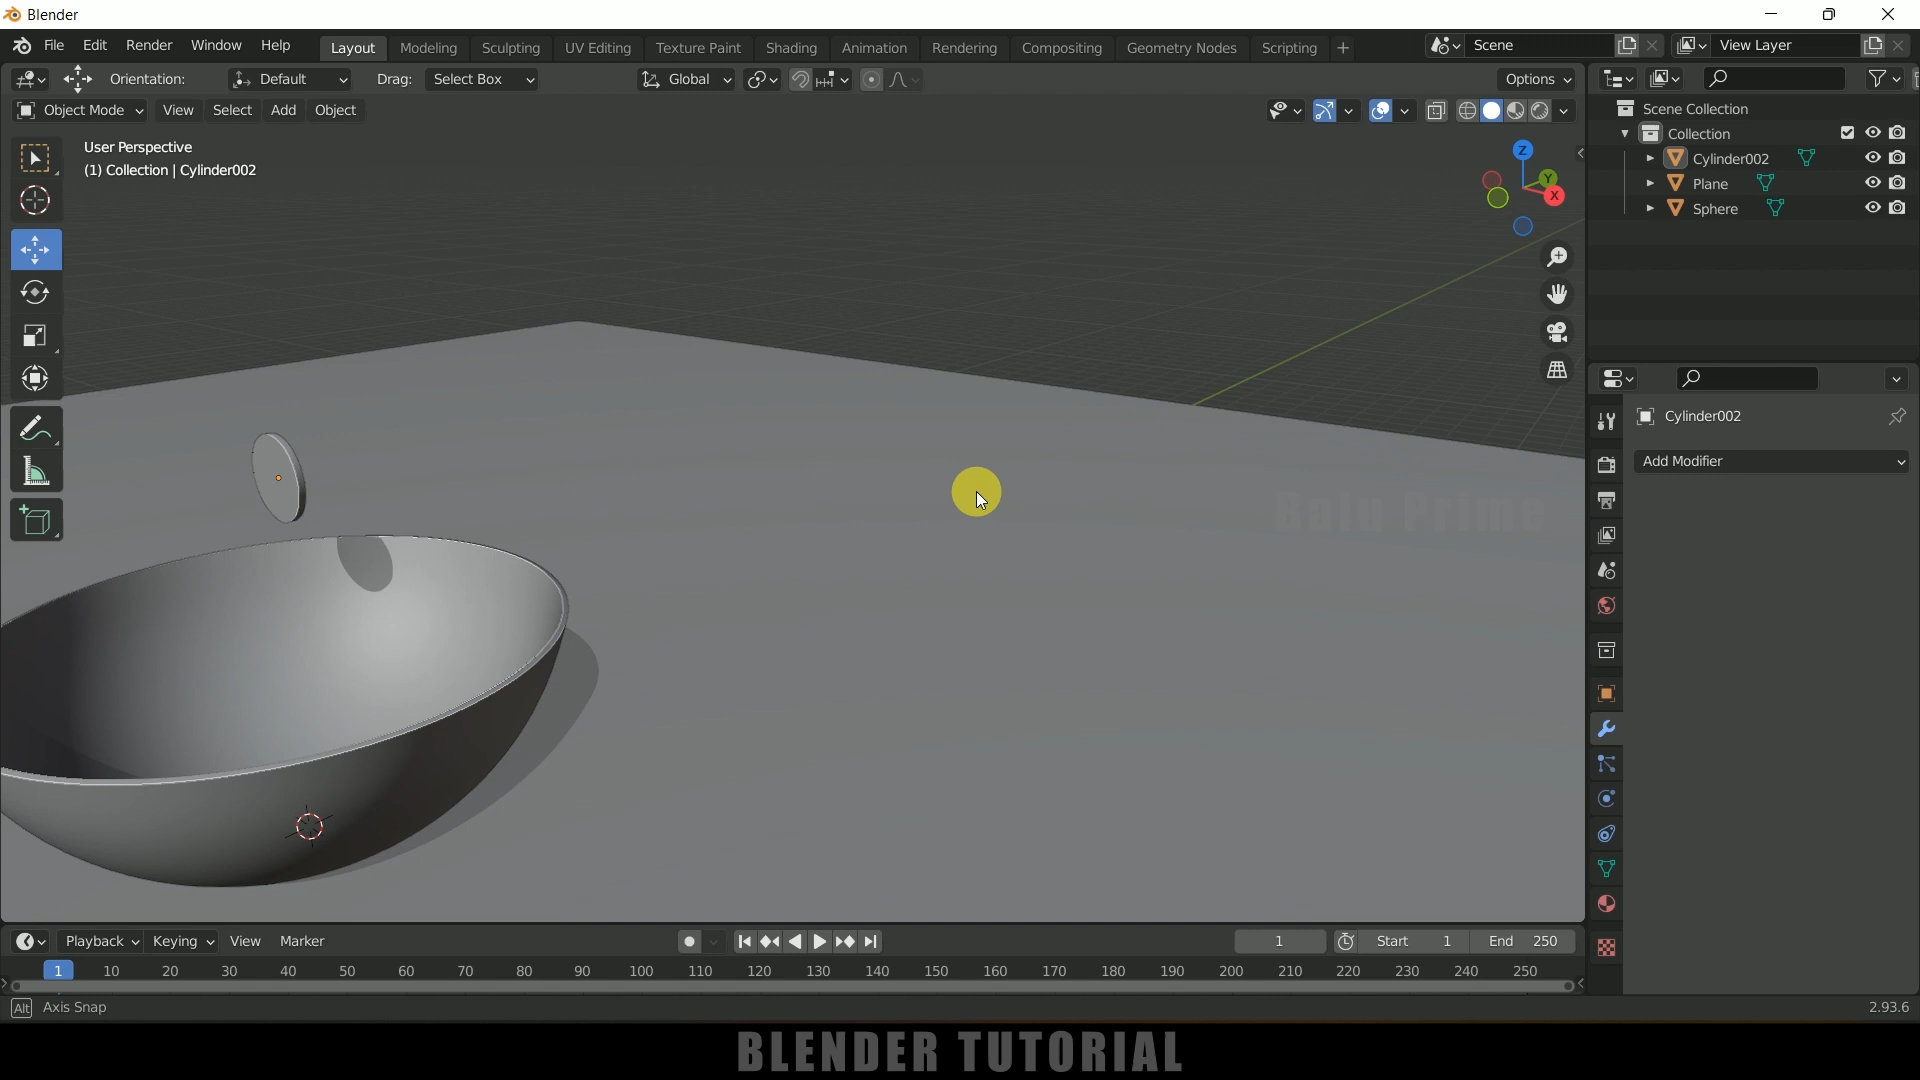 Blender
File Edit Render Window Help Layout Modeling Sculpting UV Editing Texture Paint Shading Animation Rendering Compositing Geometry Nodes Scripting + Scene View Layer
Orientation: Default Drag: Select Box Global Options
Object Mode View Select Add Object
Scene Collection
Collection
Cylinder002
Plane
Sphere
User Perspective
(1) Collection | Cylinder002
Z
Y
X
Cylinder002
Add Modifier
Balu Prime
Playback Keying View Marker 1 Start 1 End 250
1 10 20 30 40 50 60 70 80 90 100 110 120 130 140 150 160 170 180 190 200 210 220 230 240 250
Alt Axis Snap 2.93.6
BLENDER TUTORIAL